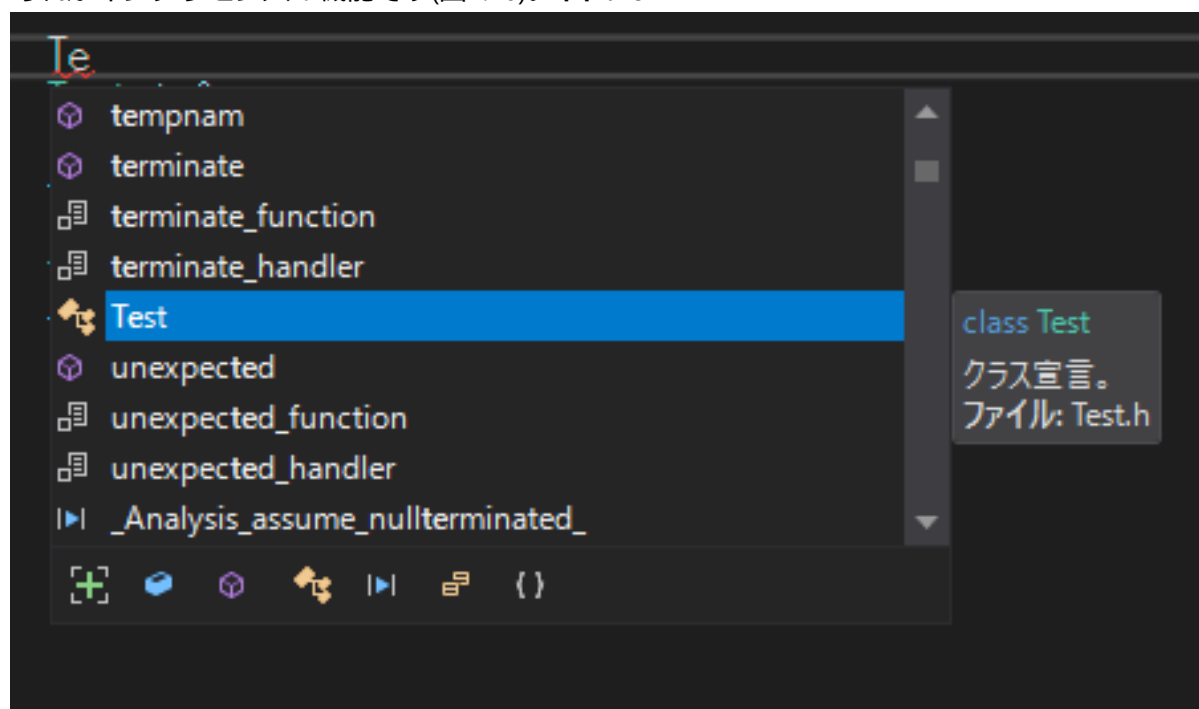 Te
tempnam
terminate
terminate_function
terminate_handler
Test
unexpected
unexpected_function
unexpected_handler
_Analysis_assume_nullterminated_
{ }
class Test
クラス宣言。
ファイル: Test.h